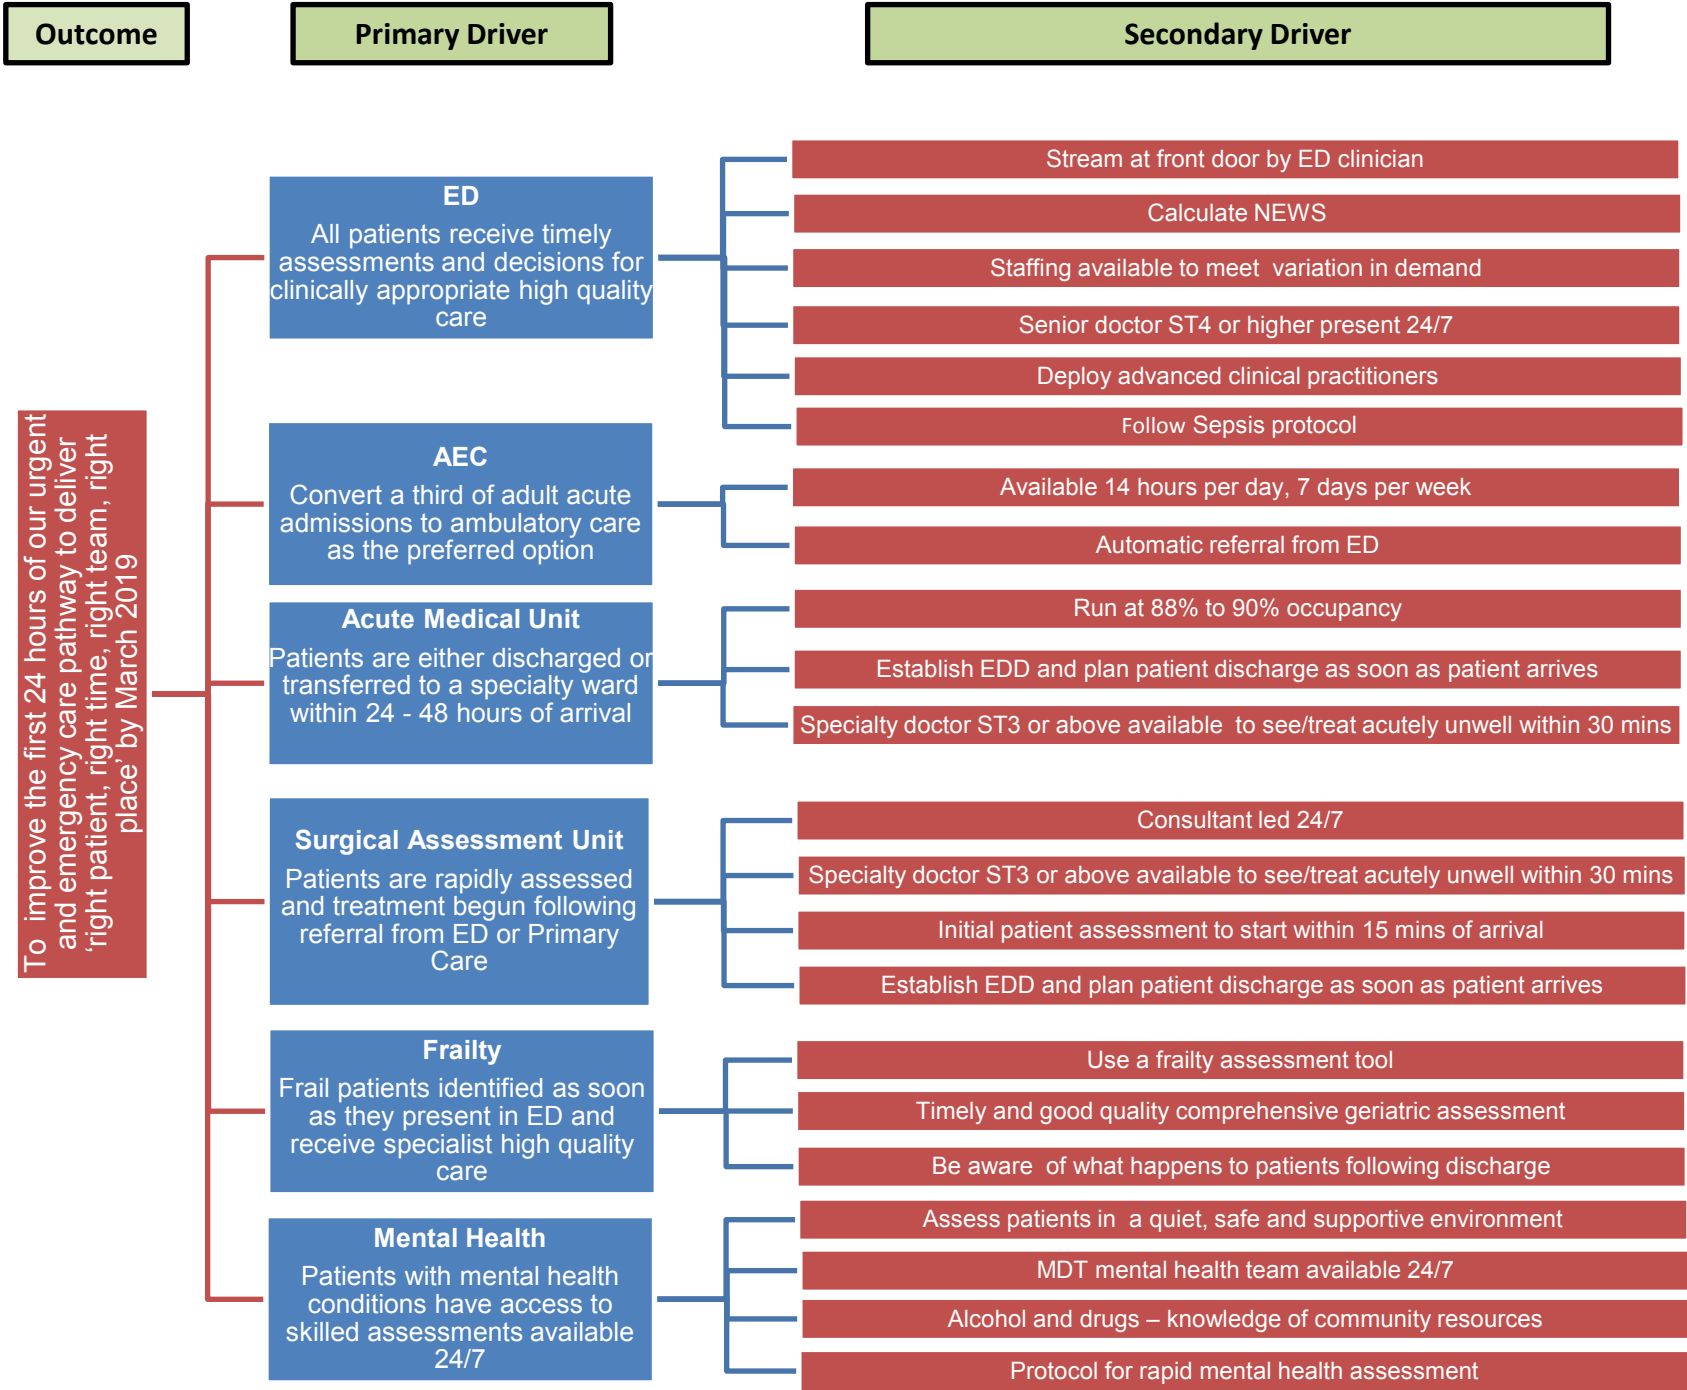 Outcome
Primary Driver
Secondary Driver
To improve the first 24 hours of our urgent
and emergency care pathway to deliver
‘right patient, right time, right team, right
place’ by March 2019
ED
All patients receive timely
assessments and decisions for
clinically appropriate high quality
care
Stream at front door by ED clinician
Calculate NEWS
Staffing available to meet variation in demand
Senior doctor ST4 or higher present 24/7
Deploy advanced clinical practitioners
Follow Sepsis protocol
AEC
Convert a third of adult acute
admissions to ambulatory care
as the preferred option
Available 14 hours per day, 7 days per week
Automatic referral from ED
Acute Medical Unit
Patients are either discharged or
transferred to a specialty ward
within 24 - 48 hours of arrival
Run at 88% to 90% occupancy
Establish EDD and plan patient discharge as soon as patient arrives
Specialty doctor ST3 or above available to see/treat acutely unwell within 30 mins
Surgical Assessment Unit
Patients are rapidly assessed
and treatment begun following
referral from ED or Primary
Care
Consultant led 24/7
Specialty doctor ST3 or above available to see/treat acutely unwell within 30 mins
Initial patient assessment to start within 15 mins of arrival
Establish EDD and plan patient discharge as soon as patient arrives
Frailty
Frail patients identified as soon
as they present in ED and
receive specialist high quality
care
Use a frailty assessment tool
Timely and good quality comprehensive geriatric assessment
Be aware of what happens to patients following discharge
Mental Health
Patients with mental health
conditions have access to
skilled assessments available
24/7
Assess patients in a quiet, safe and supportive environment
MDT mental health team available 24/7
Alcohol and drugs – knowledge of community resources
Protocol for rapid mental health assessment